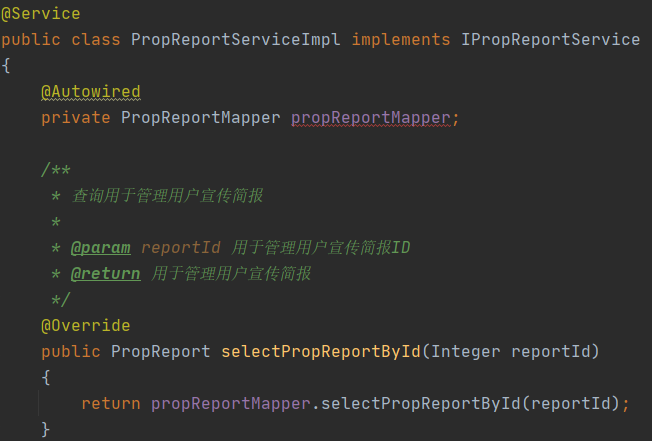 @Service
public class PropReportServiceImpl implements IPropReportService
{
@Autowired
private PropReportMapper propReportMapper;
/**
* 查询用于管理用户宣传简报
*
* @param reportId 用于管理用户宣传简报ID
* @return 用于管理用户宣传简报
*/
@Override
public PropReport selectPropReportById(Integer reportId)
{
return propReportMapper.selectPropReportById(reportId);
}